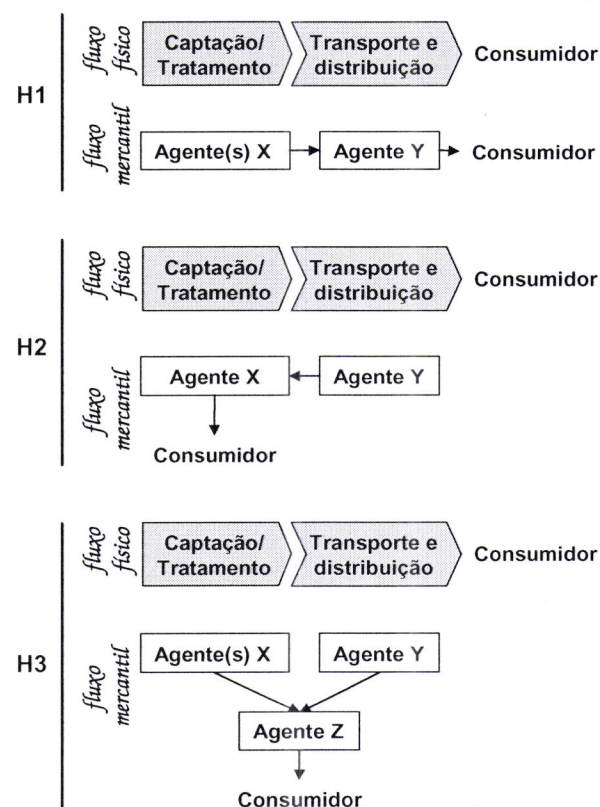 H1
fluxo
físico
Captação/
Tratamento
Transporte e
distribuição
Consumidor
fluxo
mercantil
Agente(s) X
Agente Y
Consumidor
H2
fluxo
físico
Captação/
Tratamento
Transporte e
distribuição
Consumidor
fluxo
mercantil
Agente X
Agente Y
Consumidor
H3
fluxo
físico
Captação/
Tratamento
Transporte e
distribuição
Consumidor
fluxo
mercantil
Agente(s) X
Agente Y
Agente Z
Consumidor